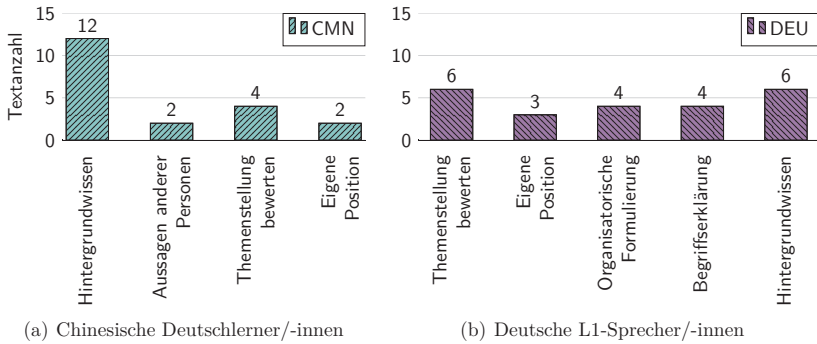 15
10
5
0
Textanzahl
CMN
12
2
4
2
Hintergrundwissen
Aussagen anderer
Personen
Themenstellung
bewerten
Eigene
Position
(a) Chinesische Deutschlerner/-innen
15
10
5
0
DEU
6
3
4
4
6
Themenstellung
bewerten
Eigene
Position
Organisatorische
Formulierung
Begriffserklärung
Hintergrundwissen
(b) Deutsche L1-Sprecher/-innen